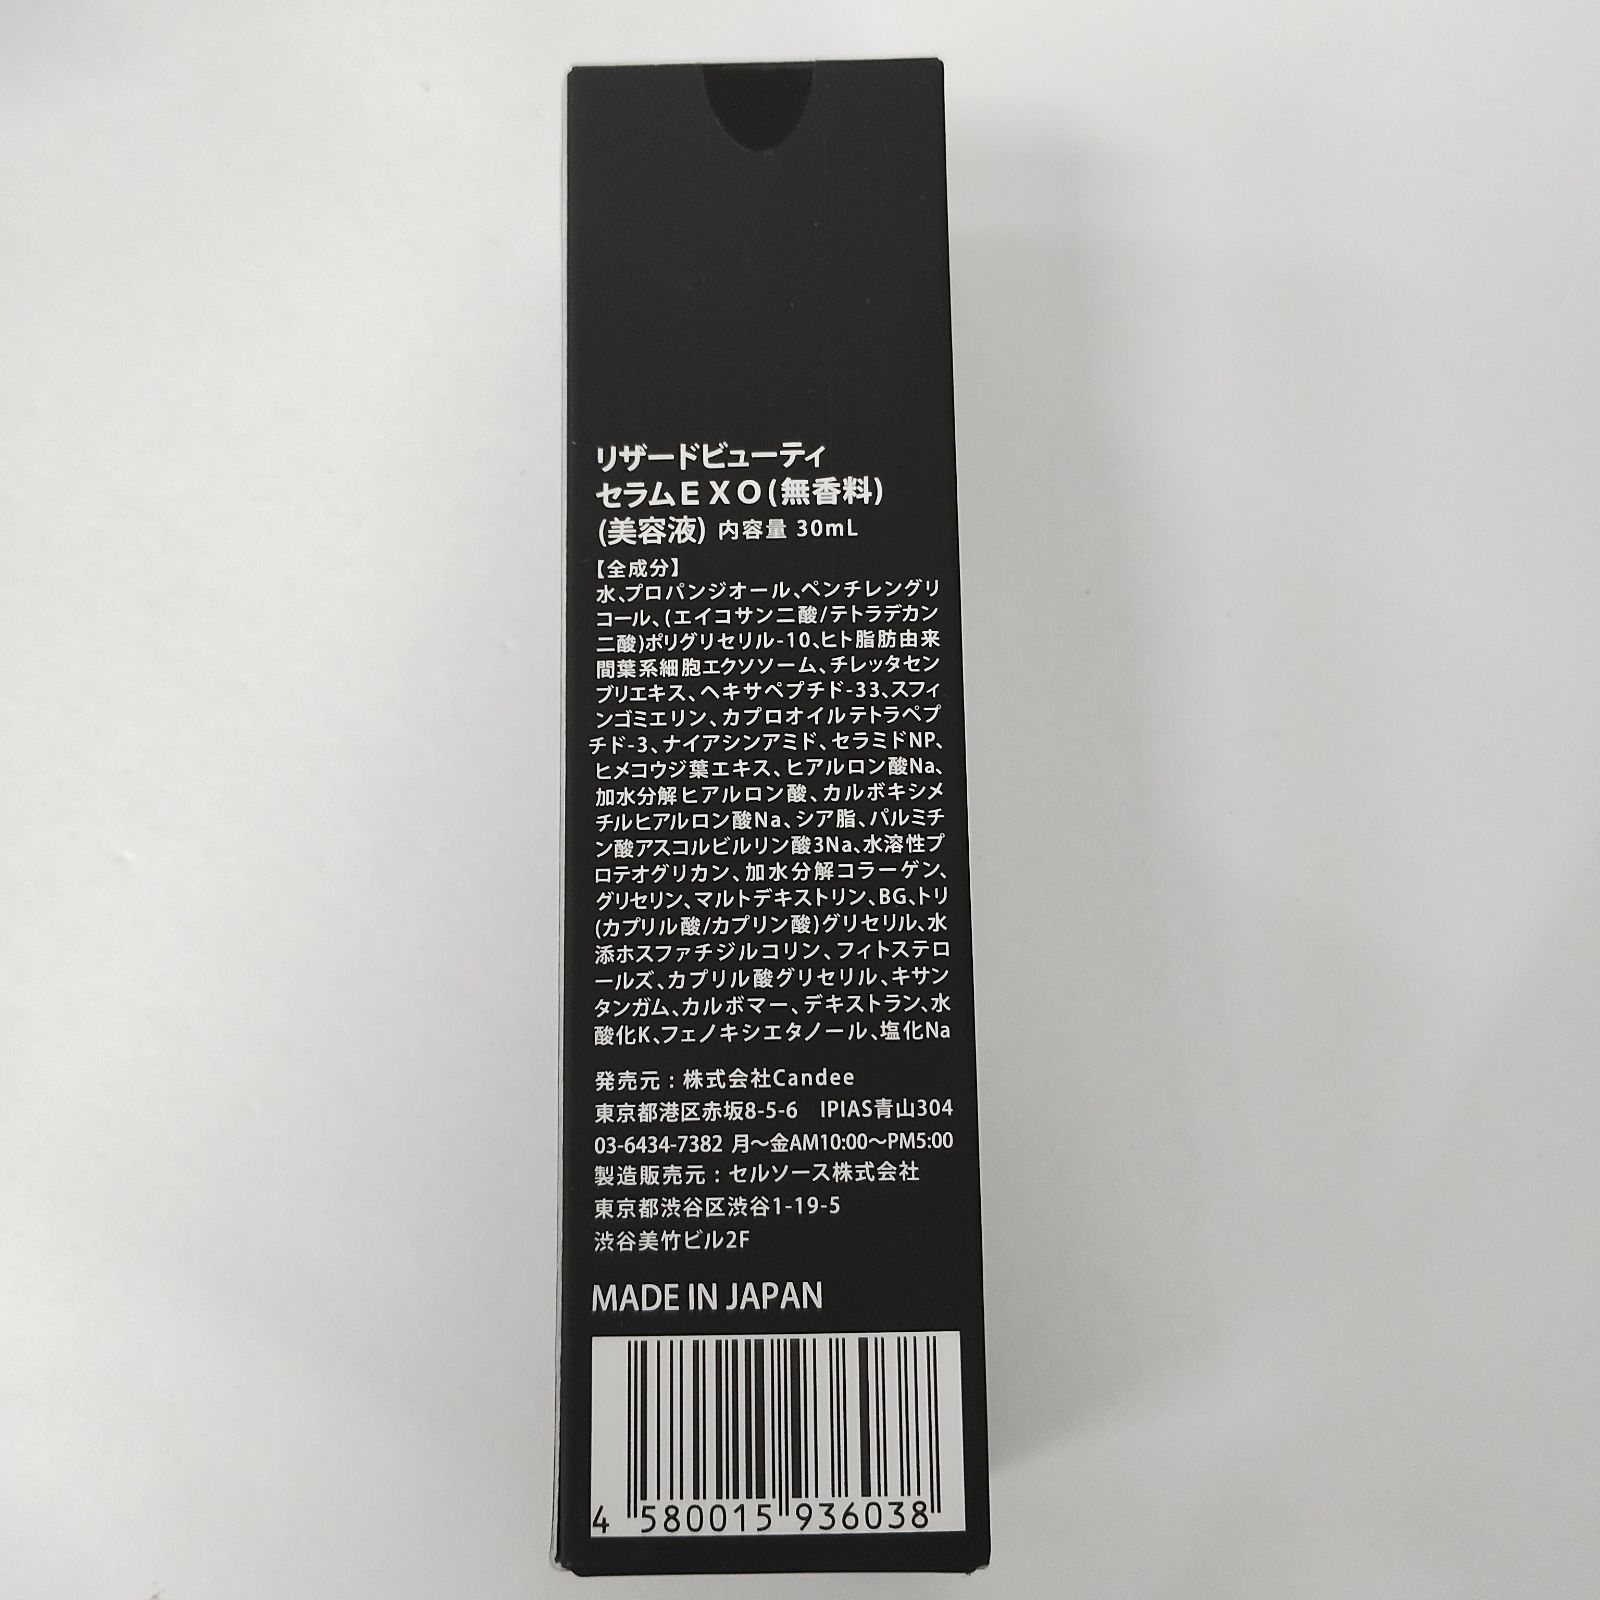 リザードビューティ
セラムEXO(無香料)
(美容液) 内容量 30mL
【全成分】
水、プロパンジオール、ペンチレングリ
コール、(エイコサン二酸/テトラデカン
二酸)ポリグリセリル-10、ヒト脂肪由来
間葉系細胞エクソソーム、チレッタセン
ブリエキス、ヘキサペプチド-33、スフィ
ンゴミエリン、カプロオイルテトラペプ
チド-3、ナイアシンアミド、セラミドNP、
ヒメコウジ葉エキス、ヒアルロン酸Na、
加水分解ヒアルロン酸、カルボキシメ
チルヒアルロン酸Na、シア脂、パルミチ
ン酸アスコルビルリン酸3Na、水溶性プ
ロテオグリカン、加水分解コラーゲン、
グリセリン、マルトデキストリン、BG、トリ
(カプリル酸/カプリン酸)グリセリル、水
添ホスファチジルコリン、フィトステロ
ールズ、カプリル酸グリセリル、キサン
タンガム、カルボマー、デキストラン、水
酸化K、フェノキシエタノール、塩化Na
発売元:株式会社Candee
東京都港区赤坂8-5-6 IPIAS青山304
03-6434-7382 月〜金AM10:00〜PM5:00
製造販売元:セルソース株式会社
東京都渋谷区渋谷1-19-5
渋谷美竹ビル2F
MADE IN JAPAN
4 580015 936038